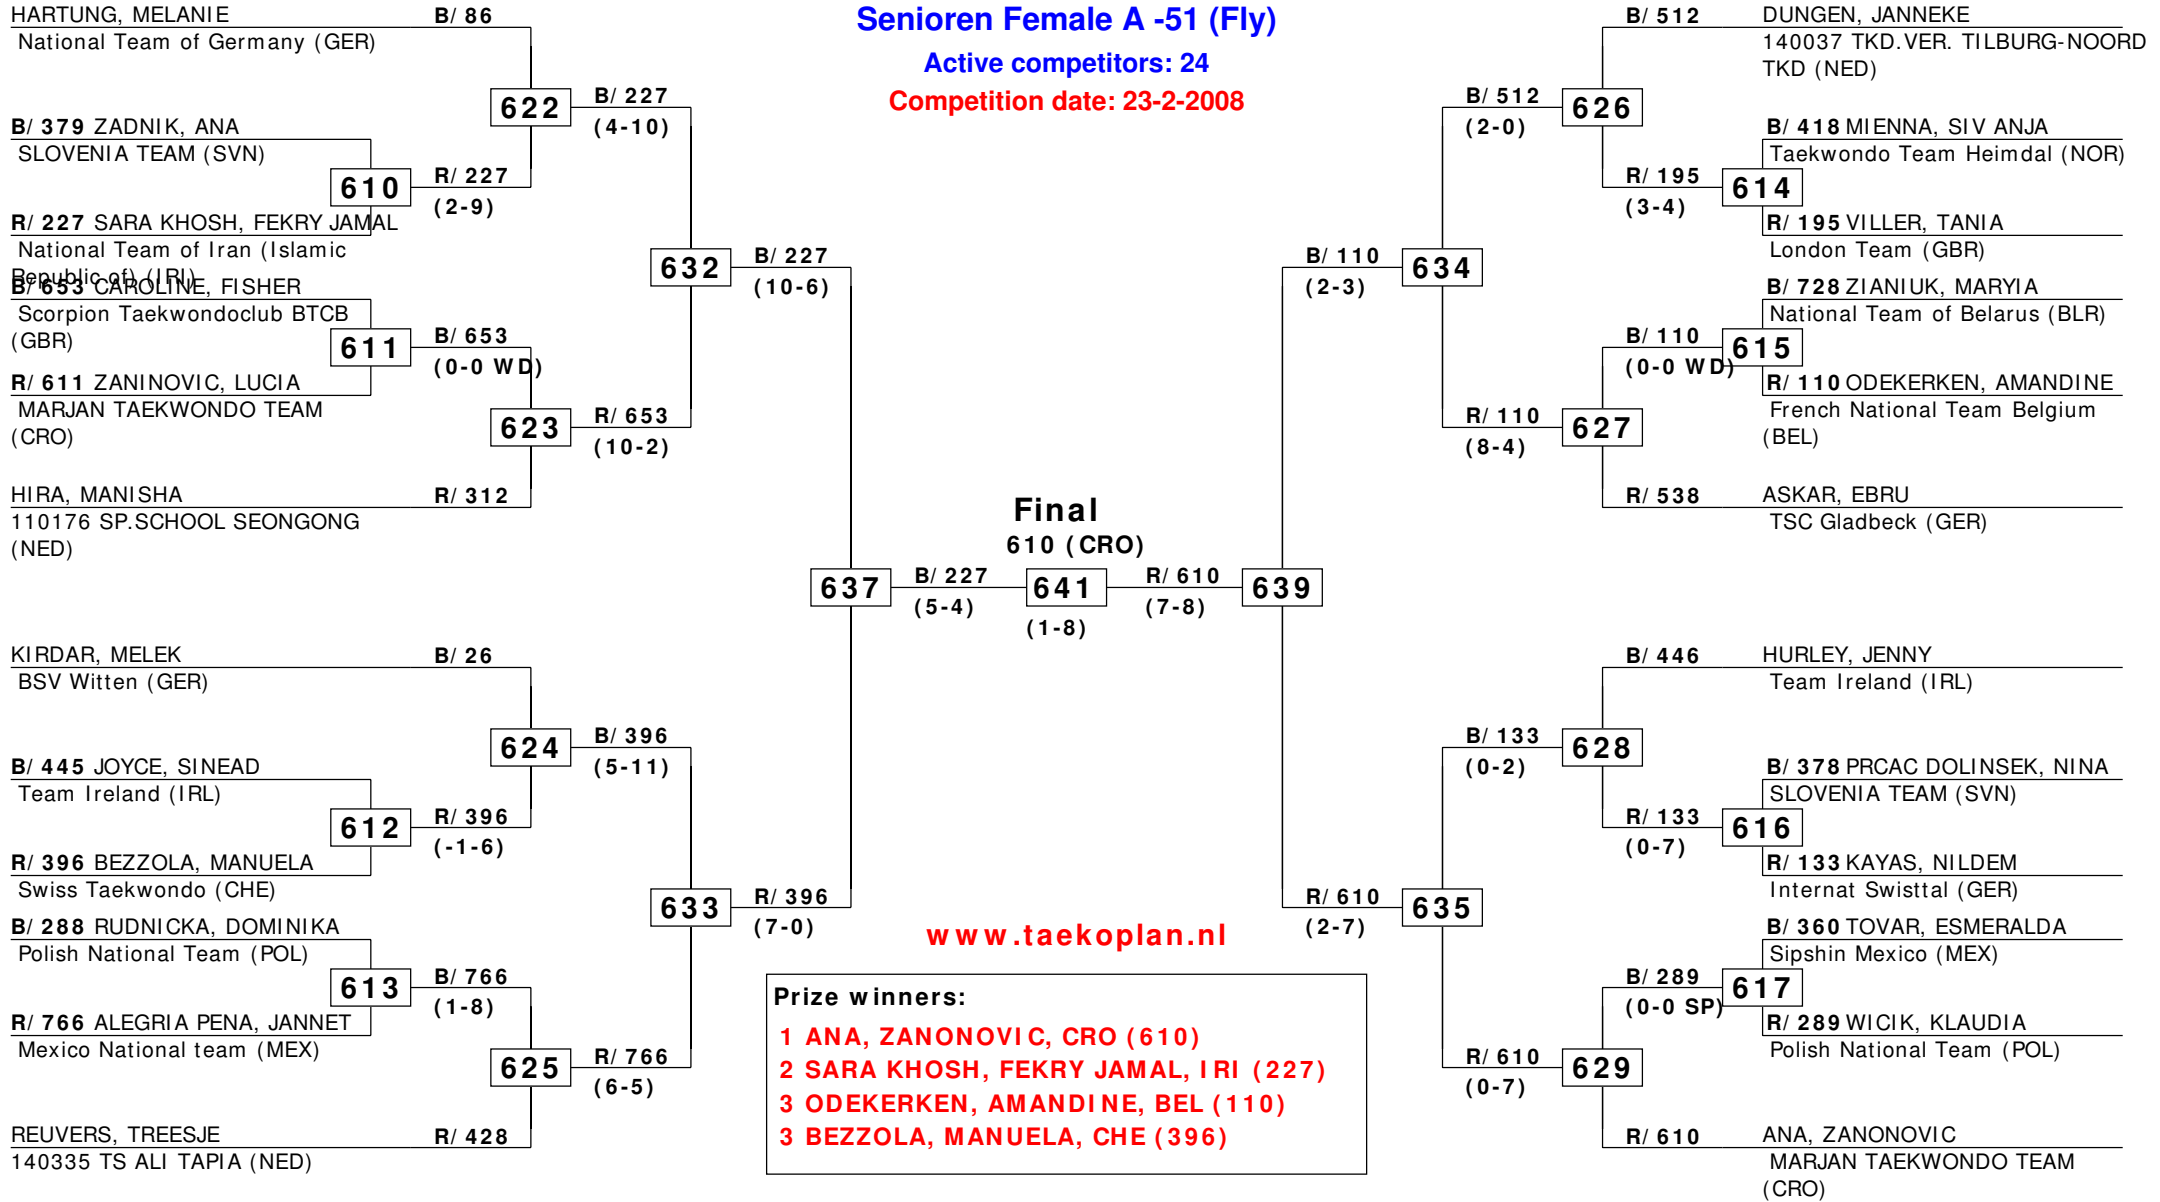 Senioren Female A -51 (Fly)
Active competitors: 24
Competition date: 23-2-2008
HARTUNG, MELANIE
B/ 86
National Team of Germany (GER)
622
B/ 227
(4-10)
B/ 379 ZADNIK, ANA
SLOVENIA TEAM (SVN)
610
R/ 227
(2-9)
R/ 227 SARA KHOSH, FEKRY JAMAL
National Team of Iran (Islamic
Republic of) (IRI)
632
B/ 227
(10-6)
B/ 653 CAROLINE, FISHER
Scorpion Taekwondoclub BTCB
(GBR)
611
B/ 653
(0-0 WD)
R/ 611 ZANINOVIC, LUCIA
MARJAN TAEKWONDO TEAM
(CRO)
623
R/ 653
(10-2)
HIRA, MANISHA
R/ 312
110176 SP.SCHOOL SEONGONG
(NED)
637
B/ 227
(5-4)
Final
610 (CRO)
641
(1-8)
R/ 610
(7-8)
639
KIRDAR, MELEK
B/ 26
BSV Witten (GER)
624
B/ 396
(5-11)
B/ 445 JOYCE, SINEAD
Team Ireland (IRL)
612
R/ 396
(-1-6)
R/ 396 BEZZOLA, MANUELA
Swiss Taekwondo (CHE)
633
R/ 396
(7-0)
B/ 288 RUDNICKA, DOMINIKA
Polish National Team (POL)
613
B/ 766
(1-8)
R/ 766 ALEGRIA PENA, JANNET
Mexico National team (MEX)
625
R/ 766
(6-5)
REUVERS, TREESJE
R/ 428
140335 TS ALI TAPIA (NED)
B/ 512
DUNGEN, JANNEKE
140037 TKD.VER. TILBURG-NOORD
TKD (NED)
B/ 512
(2-0)
626
B/ 418 MIENNA, SIV ANJA
Taekwondo Team Heimdal (NOR)
R/ 195
(3-4)
614
R/ 195 VILLER, TANIA
London Team (GBR)
B/ 110
(2-3)
634
B/ 728 ZIANIUK, MARYIA
National Team of Belarus (BLR)
B/ 110
(0-0 WD)
615
R/ 110 ODEKERKEN, AMANDINE
French National Team Belgium
(BEL)
R/ 110
(8-4)
627
R/ 538
ASKAR, EBRU
TSC Gladbeck (GER)
B/ 446
HURLEY, JENNY
Team Ireland (IRL)
B/ 133
(0-2)
628
B/ 378 PRCAC DOLINSEK, NINA
SLOVENIA TEAM (SVN)
R/ 133
(0-7)
616
R/ 133 KAYAS, NILDEM
Internat Swisttal (GER)
R/ 610
(2-7)
635
B/ 360 TOVAR, ESMERALDA
Sipshin Mexico (MEX)
B/ 289
(0-0 SP)
617
R/ 289 WICIK, KLAUDIA
Polish National Team (POL)
R/ 610
(0-7)
629
R/ 610
ANA, ZANONOVIC
MARJAN TAEKWONDO TEAM
(CRO)
www.taekoplan.nl
Prize winners:
1 ANA, ZANONOVIC, CRO (610)
2 SARA KHOSH, FEKRY JAMAL, IRI (227)
3 ODEKERKEN, AMANDINE, BEL (110)
3 BEZZOLA, MANUELA, CHE (396)